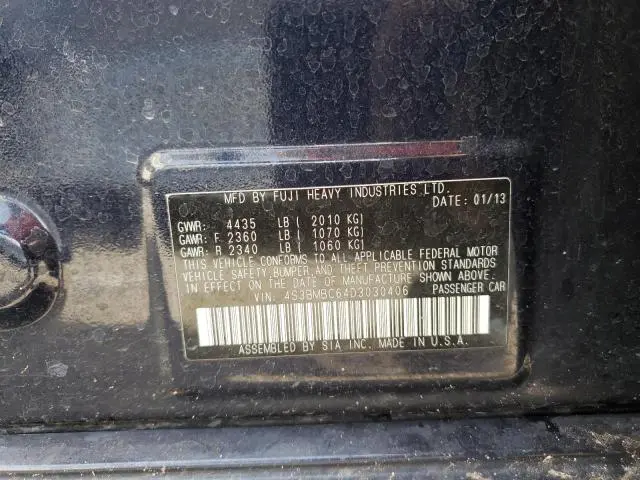 MFD BY FUJI HEAVY INDUSTRIES LTD.
DATE: 01/13
GVWR: 4435 LB ( 2010 KG)
GAWR: F 2360 LB ( 1070 KG)
GAWR: R 2340 LB ( 1060 KG)
THIS VEHICLE CONFORMS TO ALL APPLICABLE FEDERAL MOTOR
VEHICLE SAFETY, BUMPER, AND THEFT PREVENTION STANDARDS
IN EFFECT ON THE DATE OF MANUFACTURE SHOWN ABOVE.
VIN: 4S3BMBC64D3030406 PASSENGER CAR
ASSEMBLED BY SIA INC. MADE IN U.S.A.